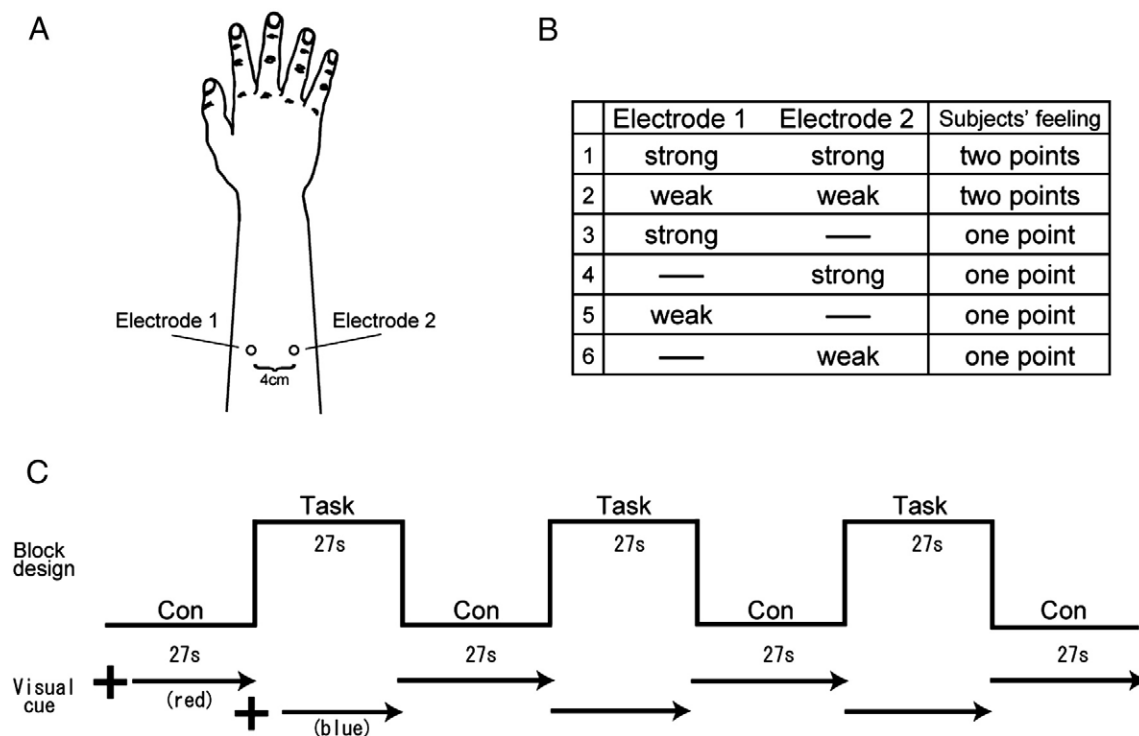 A
Electrode 1
Electrode 2
4cm
B
Electrode 1 Electrode 2 Subjects' feeling
1 strong strong two points
2 weak weak two points
3 strong — one point
4 — strong one point
5 weak — one point
6 — weak one point
C
Task Task Task
27s 27s 27s
Block
design
Con Con Con Con
27s 27s 27s 27s
Visual
cue
(red)
(blue)